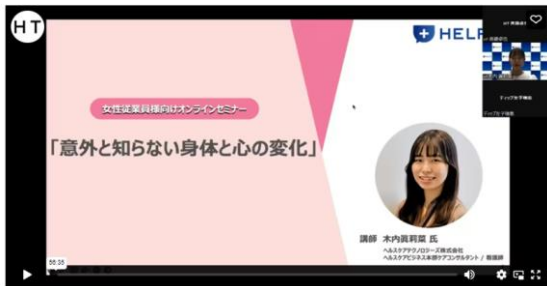 HT
HELP
女性従業員様向けオンラインセミナー
「意外と知らない身体と心の変化」
講師 木内眞莉菜 氏
ヘルスケアテクノロジーズ株式会社
ヘルスケアビジネス本部ケアコンサルタント / 看護師
55:35